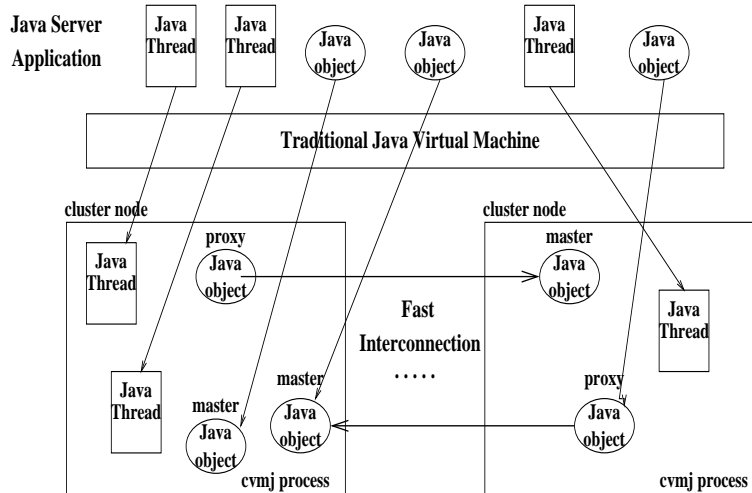 Java Server
Application
Java
Thread
Java
Thread
Java
object
Java
object
Java
Thread
Java
object
Traditional Java Virtual Machine
cluster node
cluster node
Java
Thread
proxy
Java
object
master
Java
object
Java
Thread
Fast
Interconnection
.....
Java
Thread
master
Java
object
master
Java
object
proxy
Java
object
cvmj process
cvmj process